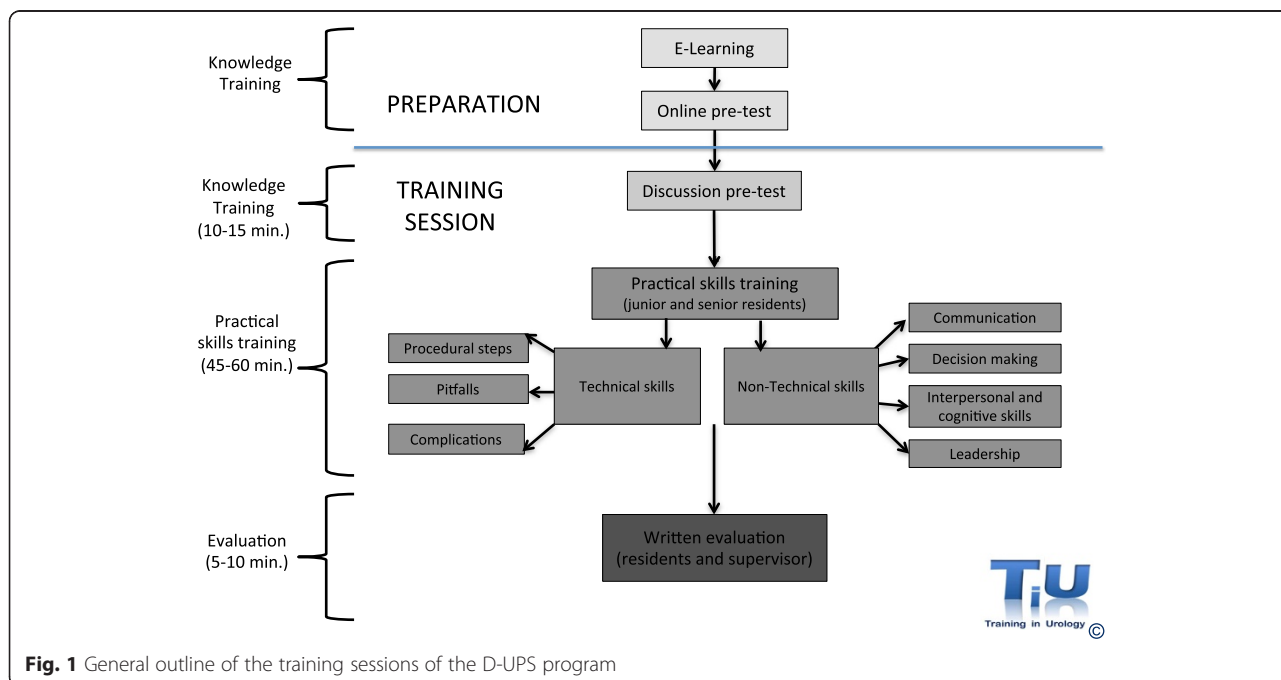 Knowledge
Training
PREPARATION
E-Learning
Online pre-test
Knowledge
Training
(10-15 min.)
TRAINING
SESSION
Discussion pre-test
Practical
skills training
(45-60 min.)
Practical skills training
(junior and senior residents)
Procedural steps
Pitfalls
Complications
Technical skills
Non-Technical skills
Communication
Decision making
Interpersonal and
cognitive skills
Leadership
Evaluation
(5-10 min.)
Written evaluation
(residents and supervisor)
TiU
Training in Urology ©
Fig. 1 General outline of the training sessions of the D-UPS program